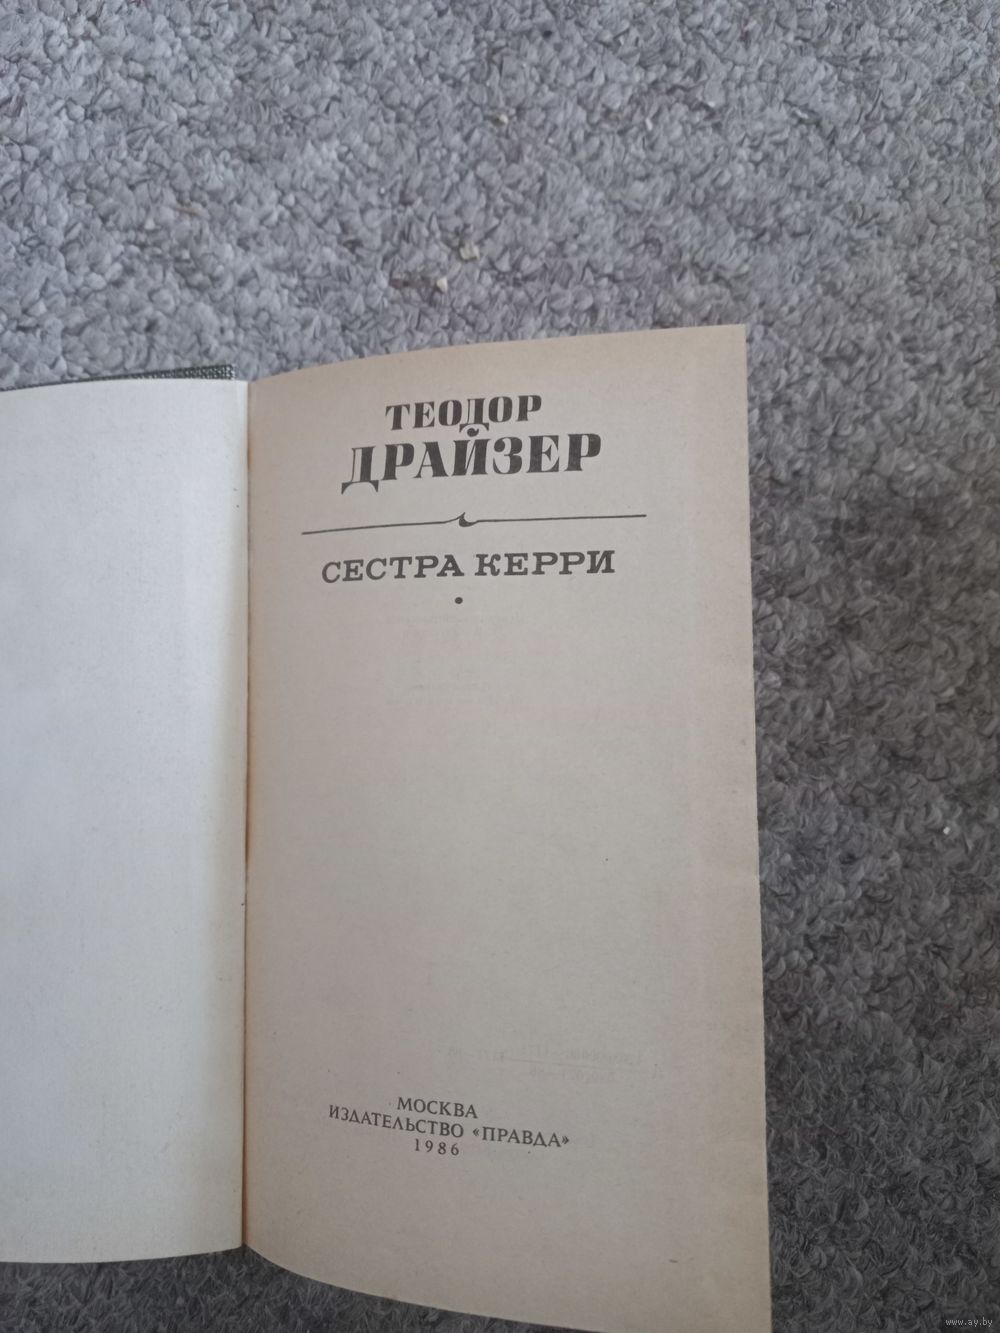 ТЕОДОР
ДРАЙЗЕР
СЕСТРА КЕРРИ
МОСКВА
ИЗДАТЕЛЬСТВО «ПРАВДА»
1986
www.ay.by